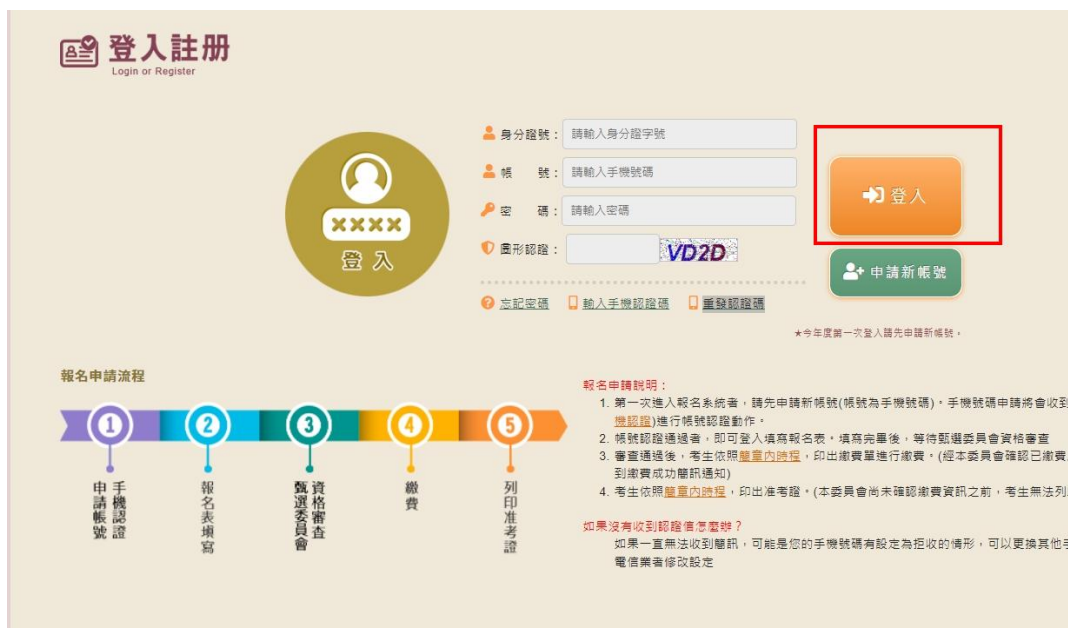 登入註冊
Login or Register
身分證號：
請輸入身分證字號
帳 號：
請輸入手機號碼
密 碼：
請輸入密碼
圖形認證：
VD2D
××××
登 入
登入
申請新帳號
忘記密碼
輸入手機認證碼
重發認證碼
★今年度第一次登入請先申請新帳號。
報名申請流程
1
2
3
4
5
手機認證
申請帳號
報名表填寫
資格審查
甄選委員會
繳費
列印准考證
報名申請說明：
1. 第一次進入報名系統者，請先申請新帳號(帳號為手機號碼)。手機號碼申請將會收到
機認證)進行帳號認證動作。
2. 帳號認證通過者，即可登入填寫報名表。填寫完畢後，等待甄選委員會資格審查
3. 審查通過後，考生依照簡章內時程，印出繳費單進行繳費。(經本委員會確認已繳費
到繳費成功簡訊通知)
4. 考生依照簡章內時程，印出准考證。(本委員會尚未確認繳費資訊之前，考生無法列
如果沒有收到認證信怎麼辦？
如果一直無法收到簡訊，可能是您的手機號碼有設定為拒收的情形，可以更換其他手
電信業者修改設定